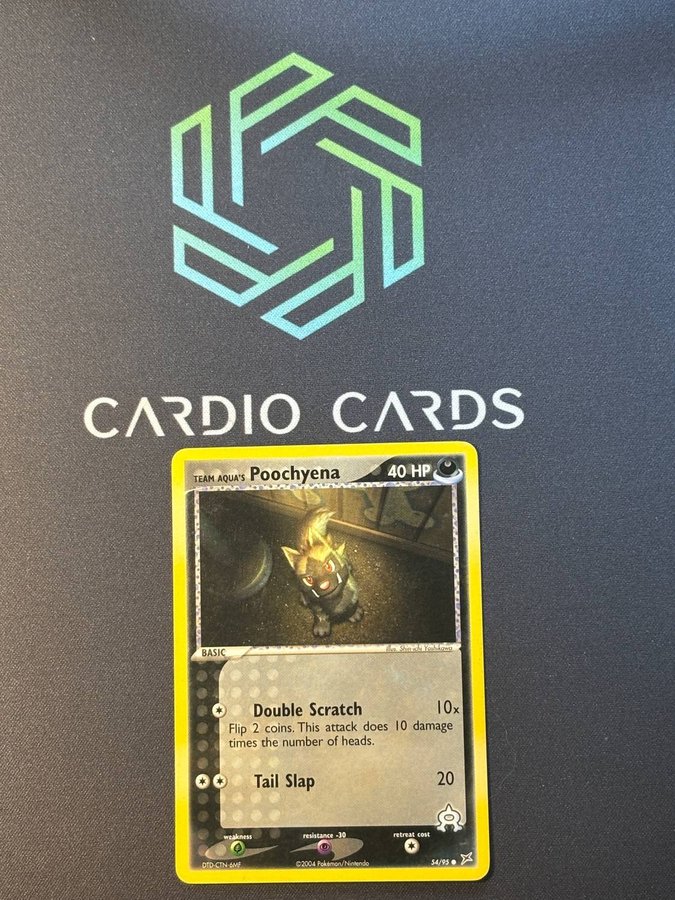 CARDIO CARDS
TEAM AQUA'S Poochyena 40 HP
BASIC
illus. Shin-ichi Yoshikawa
Double Scratch 10x
Flip 2 coins. This attack does 10 damage
times the number of heads.
Tail Slap 20
weakness resistance -30 retreat cost
DTD-CTN-6MF ©2004 Pokémon/Nintendo 54/95